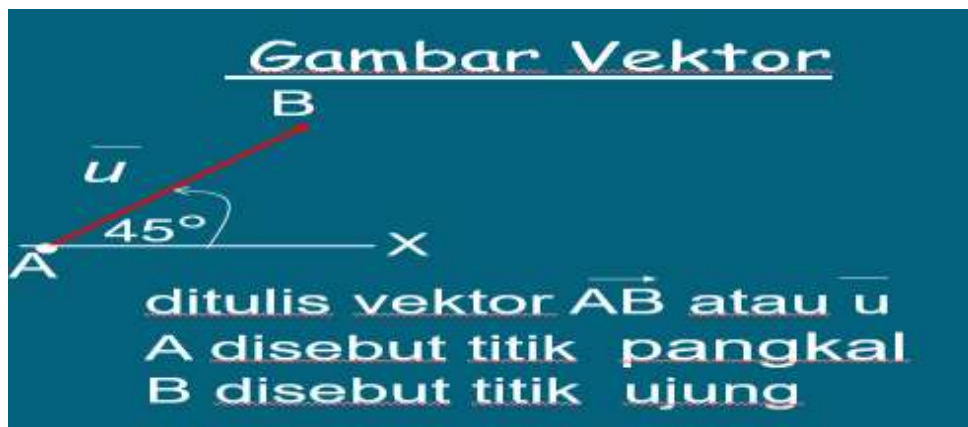 Gambar Vektor
B
u
45°
A
X
ditulis vektor AB atau u
A disebut titik pangkal
B disebut titik ujung